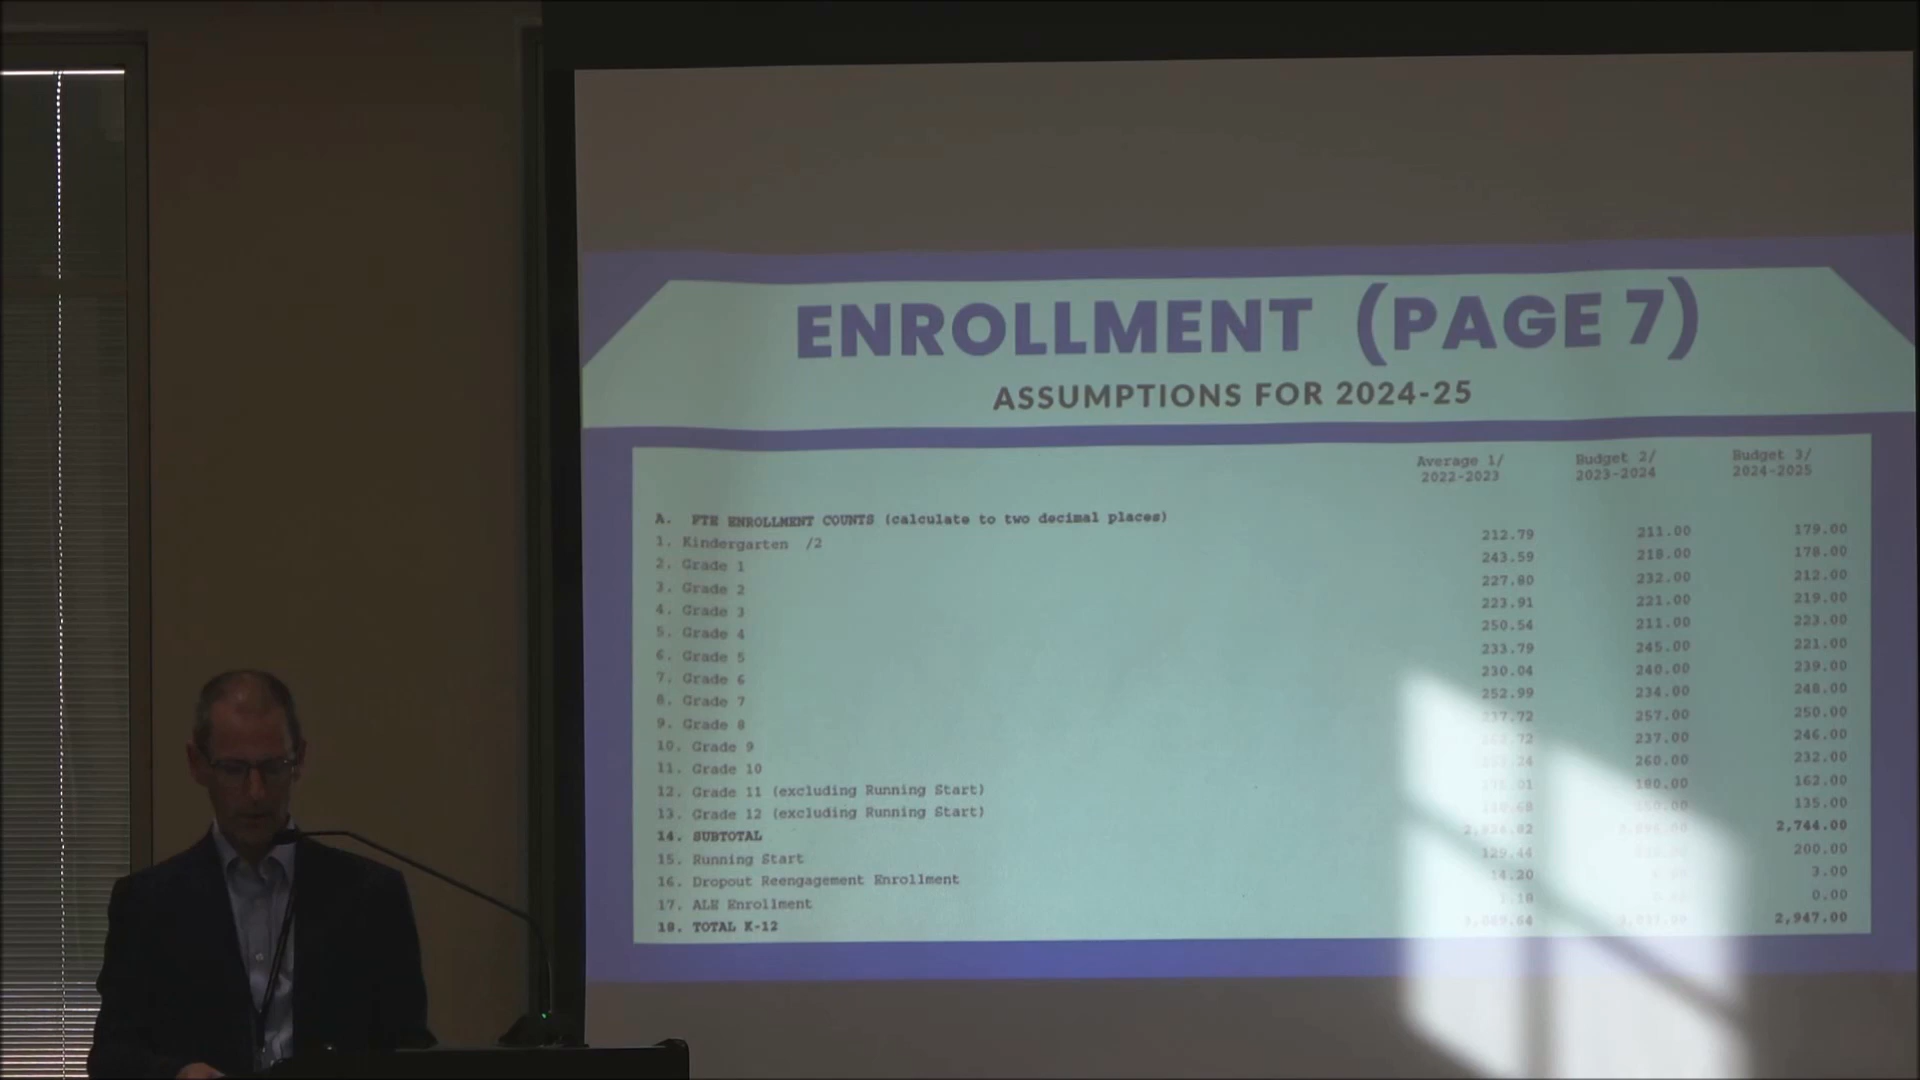 ENROLLMENT (PAGE 7)
ASSUMPTIONS FOR 2024-25
Average 1/ Budget 2/ Budget 3/
2022-2023 2023-2024 2024-2025
A. FTE ENROLLMENT COUNTS (calculate to two decimal places)
1. Kindergarten /2 212.79 211.00 179.00
2. Grade 1 243.59 218.00 178.00
3. Grade 2 227.80 232.00 212.00
4. Grade 3 223.91 221.00 219.00
5. Grade 4 250.54 211.00 223.00
6. Grade 5 233.79 245.00 221.00
7. Grade 6 230.04 240.00 239.00
8. Grade 7 252.99 234.00 248.00
9. Grade 8 237.72 257.00 250.00
10. Grade 9 237.00 246.00
11. Grade 10 260.00 232.00
12. Grade 11 (excluding Running Start) 180.00 162.00
13. Grade 12 (excluding Running Start) 135.00
14. SUBTOTAL 2,744.00
15. Running Start 129.44 200.00
16. Dropout Reengagement Enrollment 14.20 3.00
17. ALE Enrollment 0.00
18. TOTAL K-12 2,947.00